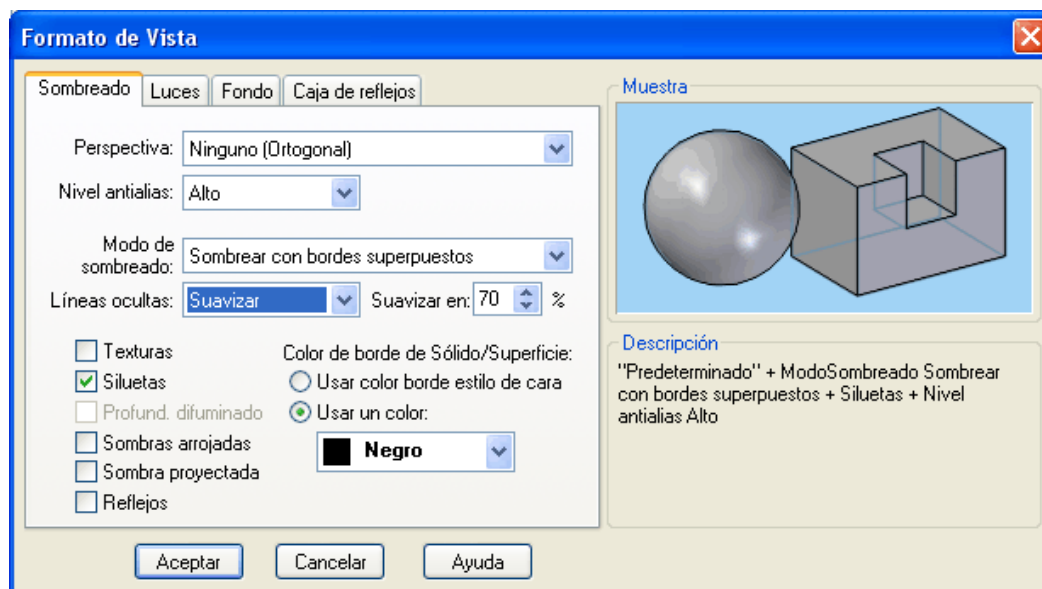 Formato de Vista
Sombreado Luces Fondo Caja de reflejos
Perspectiva: Ninguno (Ortogonal)
Nivel antialias: Alto
Modo de sombreado: Sombrear con bordes superpuestos
Líneas ocultas: Suavizar Suavizar en: 70 %
Texturas
Siluetas
Profund. difuminado
Sombras arrojadas
Sombra proyectada
Reflejos
Color de borde de Sólido/Superficie:
Usar color borde estilo de cara
Usar un color:
Negro
Muestra
Descripción
"Predeterminado" + ModoSombreado Sombrear
con bordes superpuestos + Siluetas + Nivel
antialias Alto
Aceptar Cancelar Ayuda